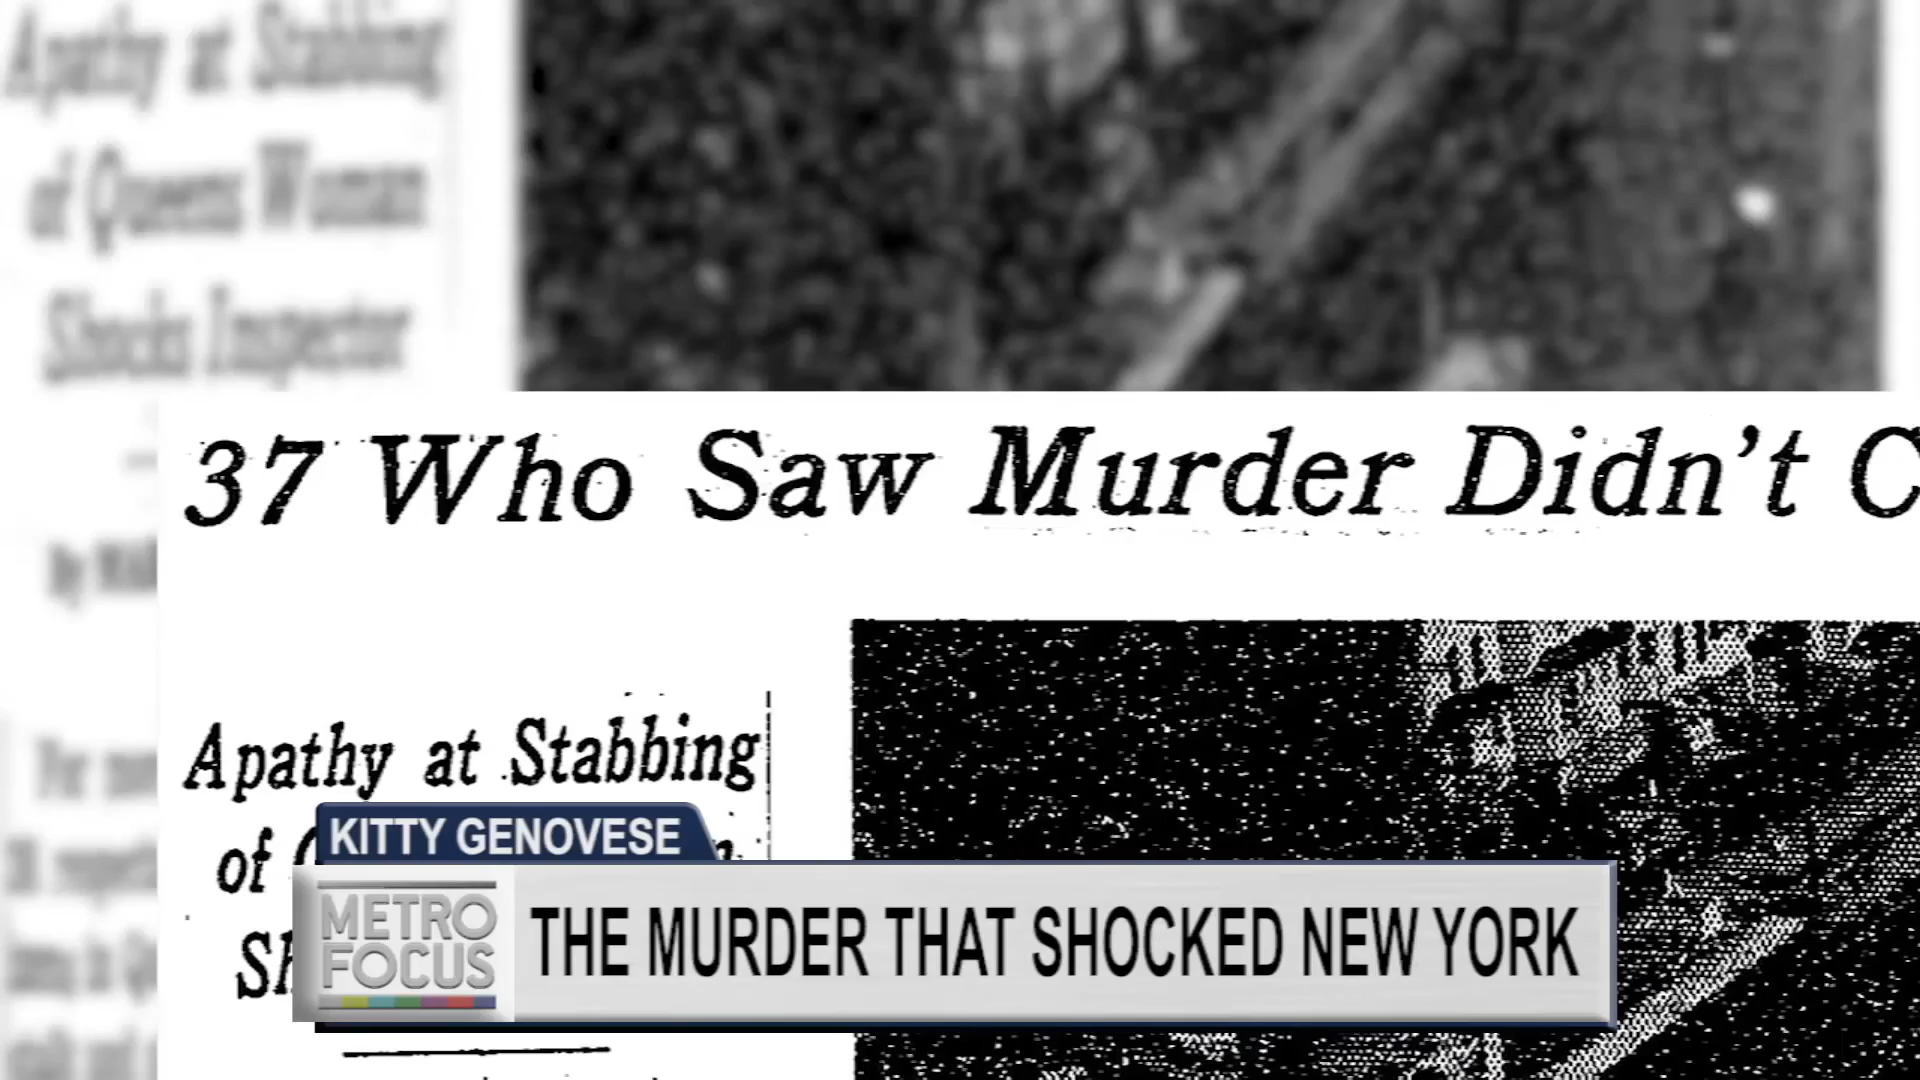 Apathy at Stabbing
of Queens Woman
Shocks Inspector
37 Who Saw Murder Didn't C
Apathy at Stabbing
of
Sh
KITTY GENOVESE
METRO
FOCUS
THE MURDER THAT SHOCKED NEW YORK